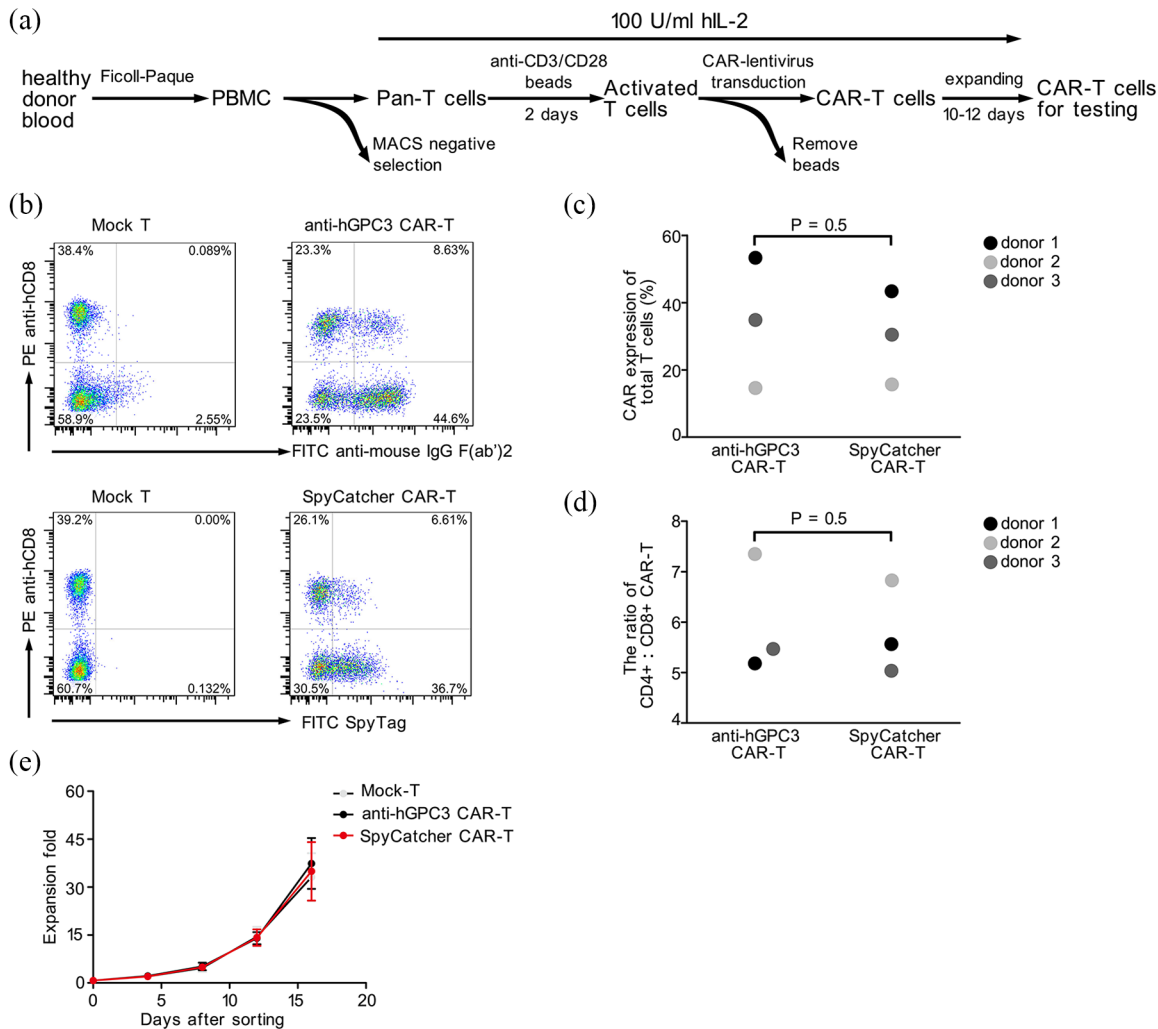 (a)
100 U/ml hIL-2
healthy
donor
blood
Ficoll-Paque
PBMC
MACS negative
selection
Pan-T cells
anti-CD3/CD28
beads
2 days
Activated
T cells
CAR-lentivirus
transduction
Remove
beads
CAR-T cells
expanding
10-12 days
CAR-T cells
for testing
(b)
Mock T
38.4%
0.089%
58.9%
2.55%
PE anti-hCD8
anti-hGPC3 CAR-T
23.3%
8.63%
23.5%
44.6%
FITC anti-mouse IgG F(ab')2
Mock T
39.2%
0.00%
60.7%
0.132%
PE anti-hCD8
SpyCatcher CAR-T
26.1%
6.61%
30.5%
36.7%
FITC SpyTag
(c)
P = 0.5
CAR expression of
total T cells (%)
60
40
20
0
anti-hGPC3
CAR-T
SpyCatcher
CAR-T
donor 1
donor 2
donor 3
(d)
P = 0.5
The ratio of
CD4+ : CD8+ CAR-T
8
7
6
5
4
anti-hGPC3
CAR-T
SpyCatcher
CAR-T
donor 1
donor 2
donor 3
(e)
Expansion fold
60
45
30
15
0
0
5
10
15
20
Days after sorting
Mock-T
anti-hGPC3 CAR-T
SpyCatcher CAR-T